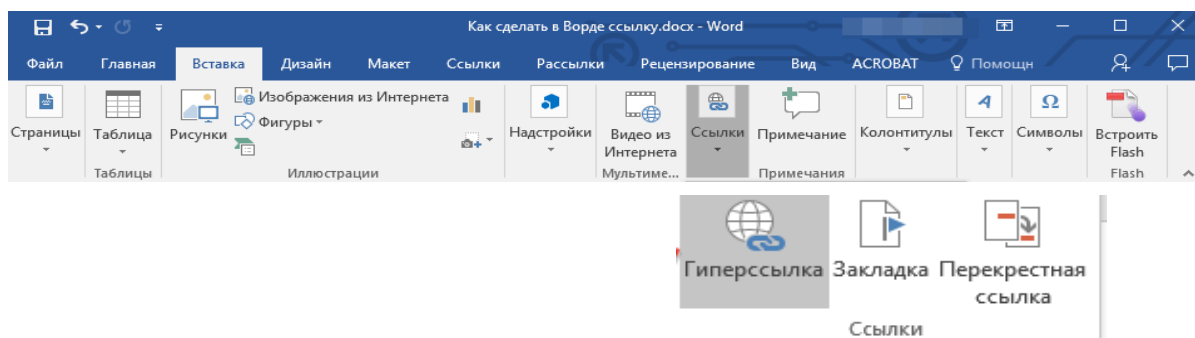 Как сделать в Ворде ссылку.docx - Word
Файл Главная Вставка Дизайн Макет Ссылки Рассылки Рецензирование Вид ACROBAT Помощн
Страницы Таблица Рисунки Изображения из Интернета Фигуры Надстройки Видео из Интернета Ссылки Примечание Колонтитулы Текст Символы Встроить Flash
Таблицы Иллюстрации Мультиме... Примечания Flash
Гиперссылка Закладка Перекрестная
ссылка
Ссылки